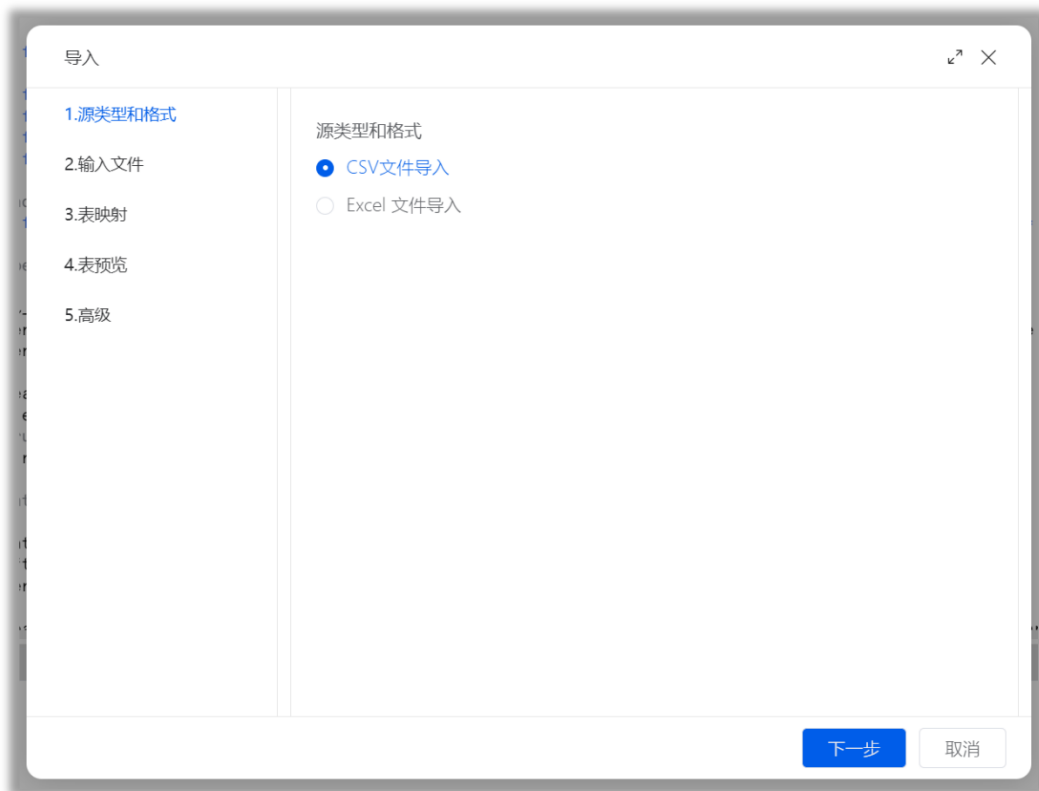 导入
1.源类型和格式
2.输入文件
3.表映射
4.表预览
5.高级
源类型和格式
CSV文件导入
Excel 文件导入
下一步
取消